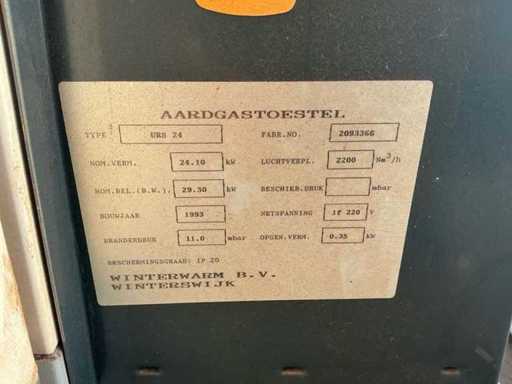 AARDGASTOESTEL
TYPE URS 24 FABR.NO. 2093366
NOM.VERM. 24.10 kW LUCHTVERPL. 2200 Nm³/h
NOM.BEL.(B.W.) 29.30 kW BESCHIKB.DRUK mbar
BOUWJAAR 1993 NETSPANNING 1f 220 V
BRANDERDRUK 11.0 mbar OPGEN.VERM. 0.35 kW
BESCHERMINGSGRAAD: IP 20
WINTERWARM B.V.
WINTERSWIJK